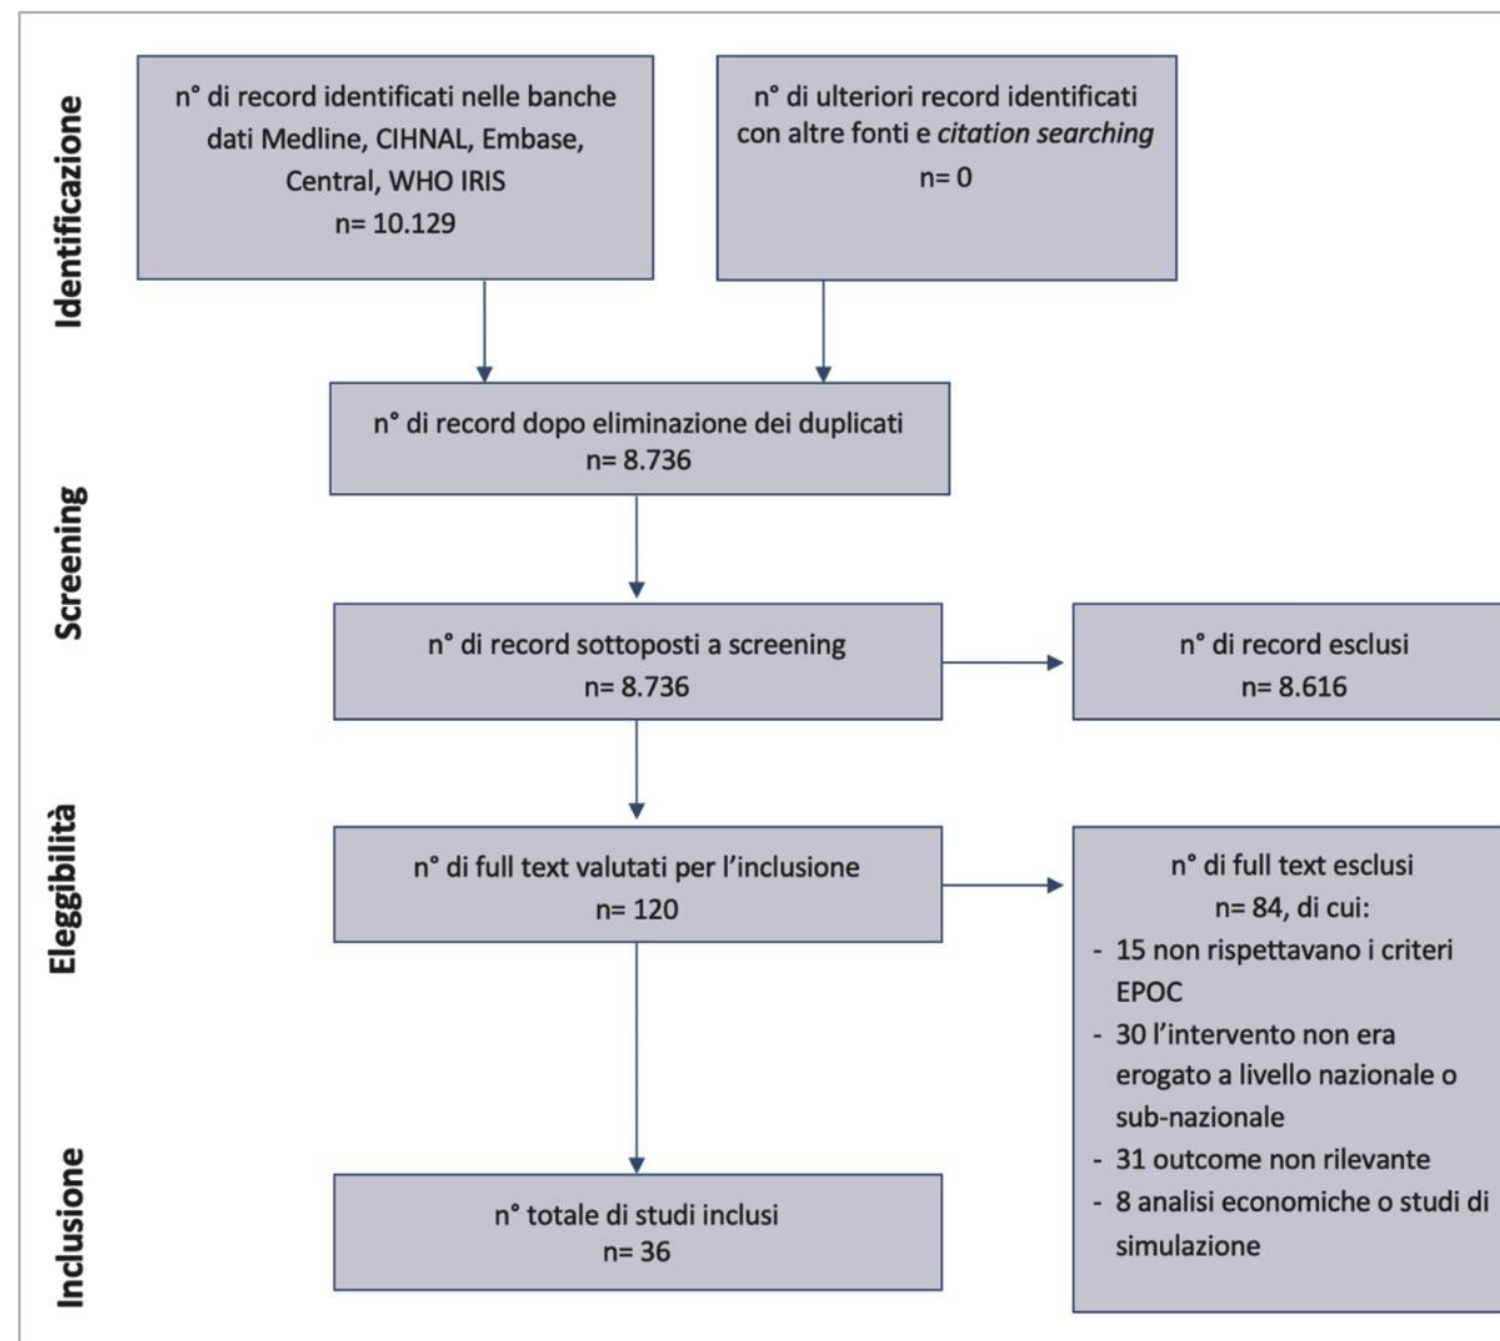 Identificazione
n° di record identificati nelle banche
dati Medline, CIHNAL, Embase,
Central, WHO IRIS
n= 10.129
n° di ulteriori record identificati
con altre fonti e citation searching
n= 0
Screening
n° di record dopo eliminazione dei duplicati
n= 8.736
n° di record sottoposti a screening
n= 8.736
n° di record esclusi
n= 8.616
Eleggibilità
n° di full text valutati per l’inclusione
n= 120
n° di full text esclusi
n= 84, di cui:
- 15 non rispettavano i criteri
EPOC
- 30 l’intervento non era
erogato a livello nazionale o
sub-nazionale
- 31 outcome non rilevante
- 8 analisi economiche o studi di
simulazione
Inclusione
n° totale di studi inclusi
n= 36